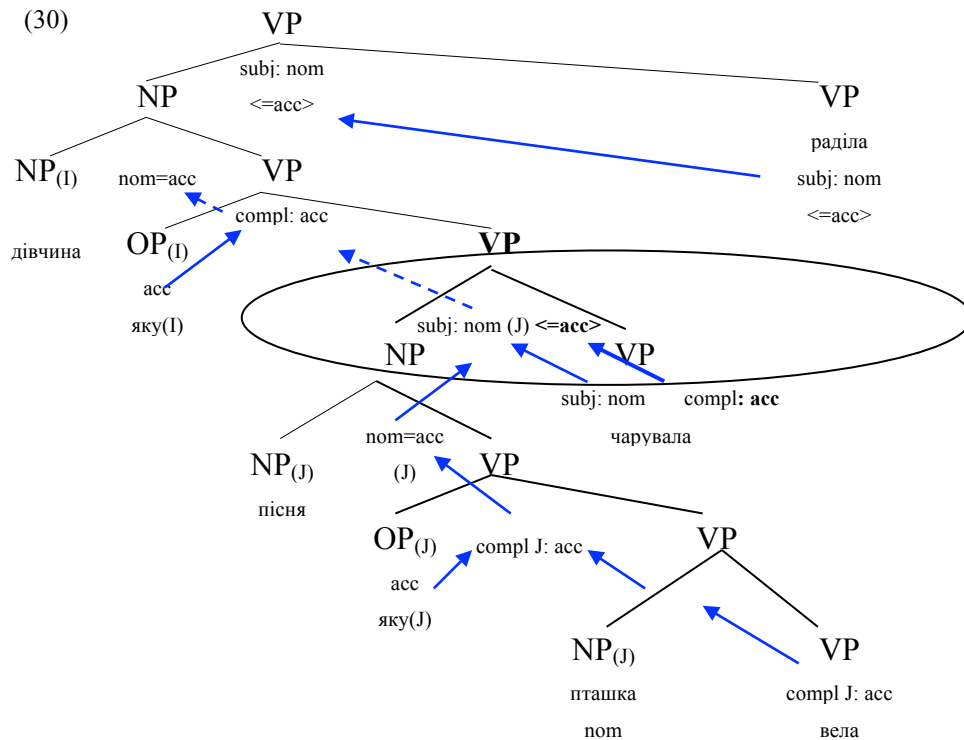 (30)
VP
subj: nom
NP
VP
<=acc>
раділа
NP(I)
nom=acc
VP
subj: nom
compl: acc
<=acc>
дівчина
OP(I)
VP
acc
яку(I)
subj: nom (J) <=acc>
NP
VP
subj: nom
compl: acc
nom=acc
чарувала
NP(J)
(J)
VP
пісня
OP(J)
compl J: acc
VP
acc
яку(J)
NP(J)
VP
пташка
compl J: acc
nom
вела